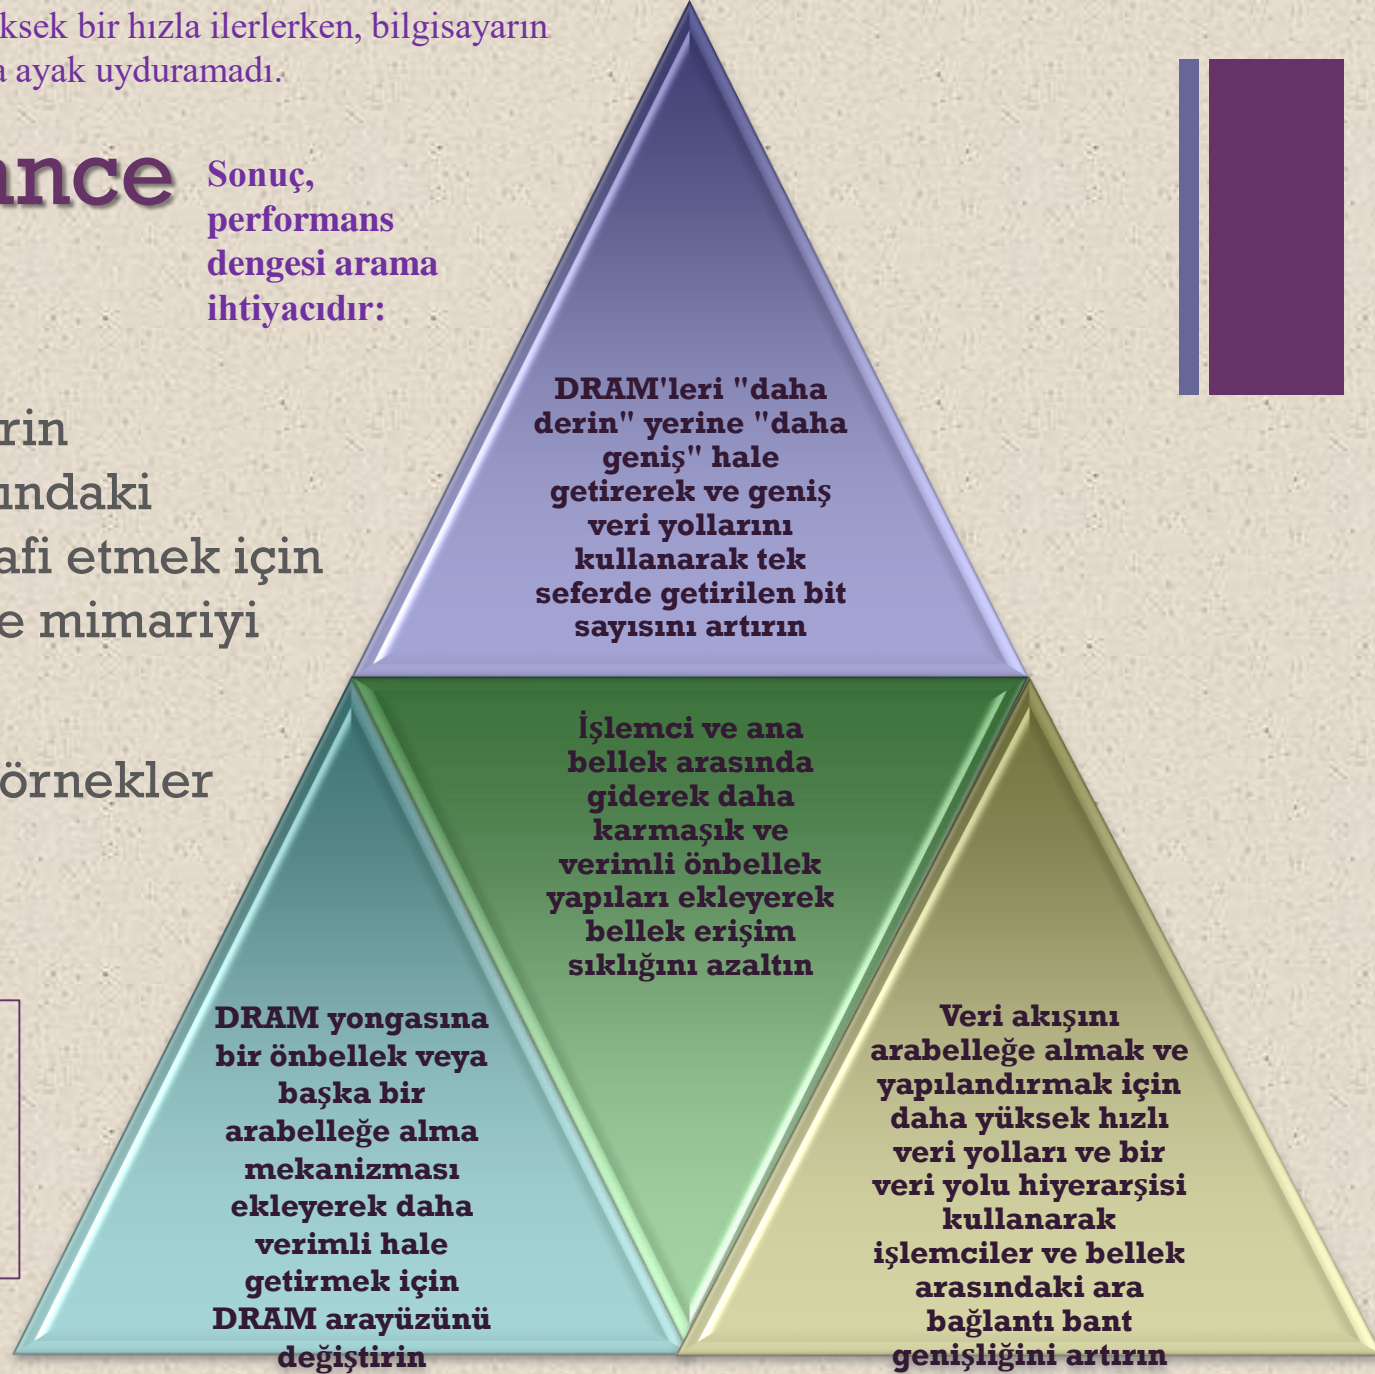 ksek bir hızla ilerlerken, bilgisayarın
a ayak uyduramadı.
ance
Sonuç,
performans
dengesi arama
ihtiyacıdır:
rin
ındaki
afi etmek için
e mimariyi
örnekler
DRAM'leri "daha
derin" yerine "daha
geniş" hale
getirerek ve geniş
veri yollarını
kullanarak tek
seferde getirilen bit
sayısını artırın
İşlemci ve ana
bellek arasında
giderek daha
karmaşık ve
verimli önbellek
yapıları ekleyerek
bellek erişim
sıklığını azaltın
DRAM yongasına
bir önbellek veya
başka bir
arabelleğe alma
mekanizması
ekleyerek daha
verimli hale
getirmek için
DRAM arayüzünü
değiştirin
Veri akışını
arabelleğe almak ve
yapılandırmak için
daha yüksek hızlı
veri yolları ve bir
veri yolu hiyerarşisi
kullanarak
işlemciler ve bellek
arasındaki ara
bağlantı bant
genişliğini artırın